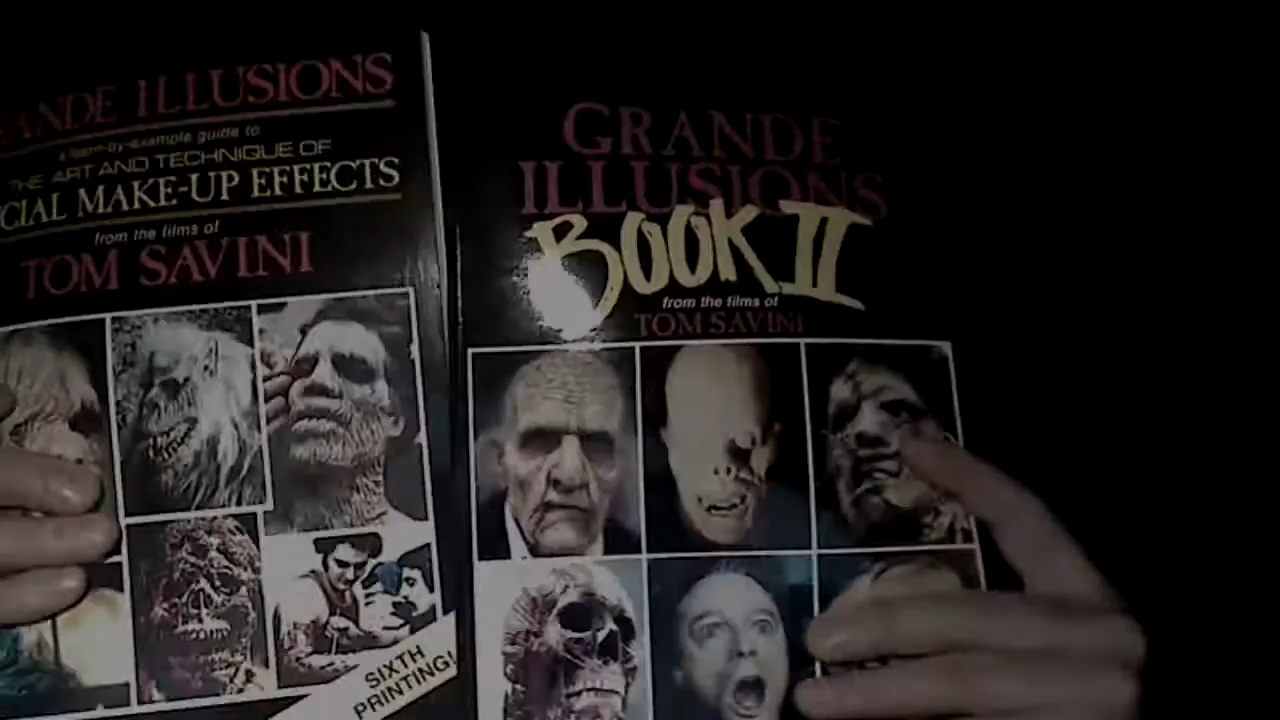 ANDE ILLUSIONS
a learn-by-example guide to
THE ART AND TECHNIQUE OF
CIAL MAKE-UP EFFECTS
from the films of
TOM SAVINI
SIXTH
PRINTING!
GRANDE
ILLUSIONS
BOOK II
from the films of
TOM SAVINI